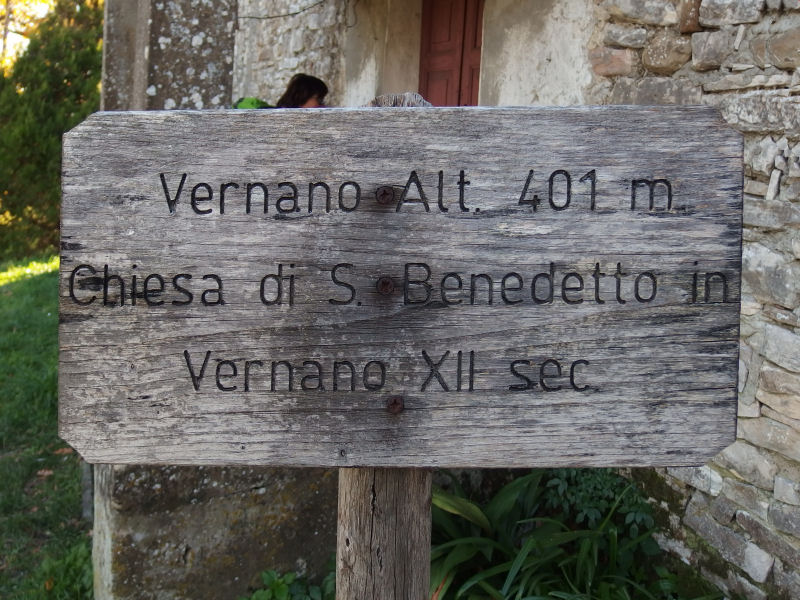 Vernano Alt. 401 m.
Chiesa di S. Benedetto in
Vernano XII sec.